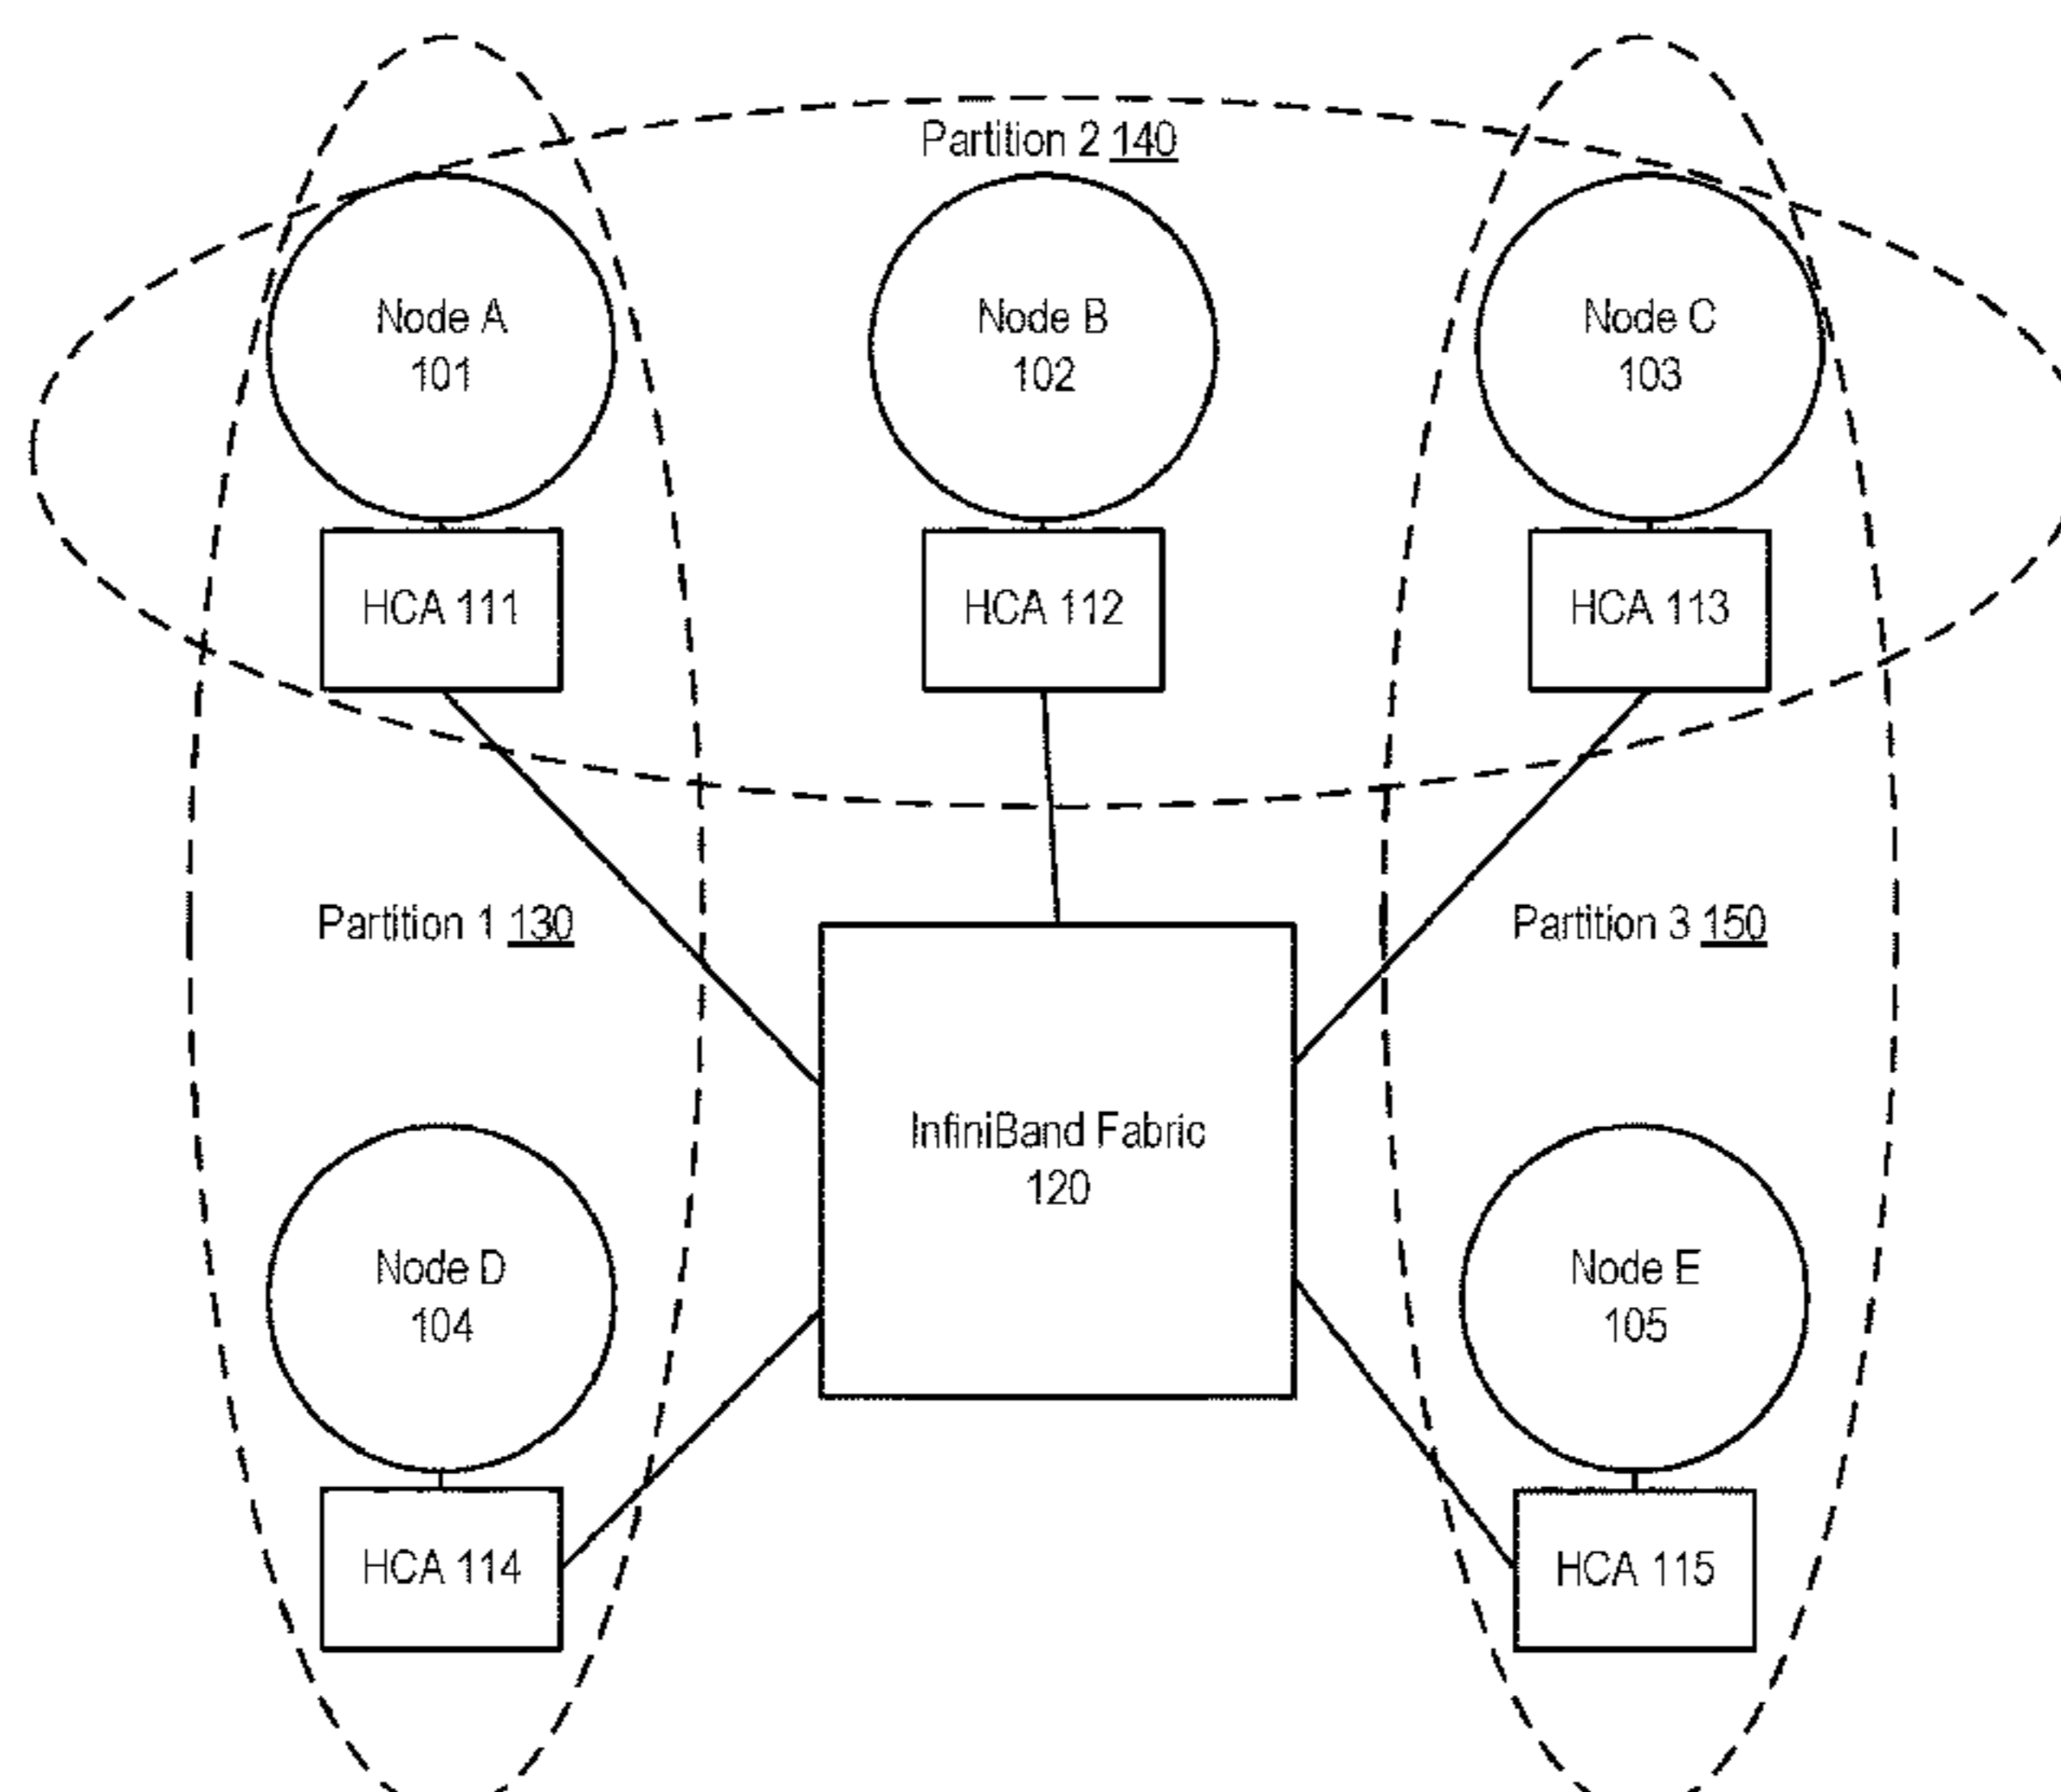 Partition 2 140
Node A
101
Node B
102
Node C
103
HCA 111
HCA 112
HCA 113
Partition 1 130
Partition 3 150
InfiniBand Fabric
120
Node D
104
Node E
105
HCA 114
HCA 115